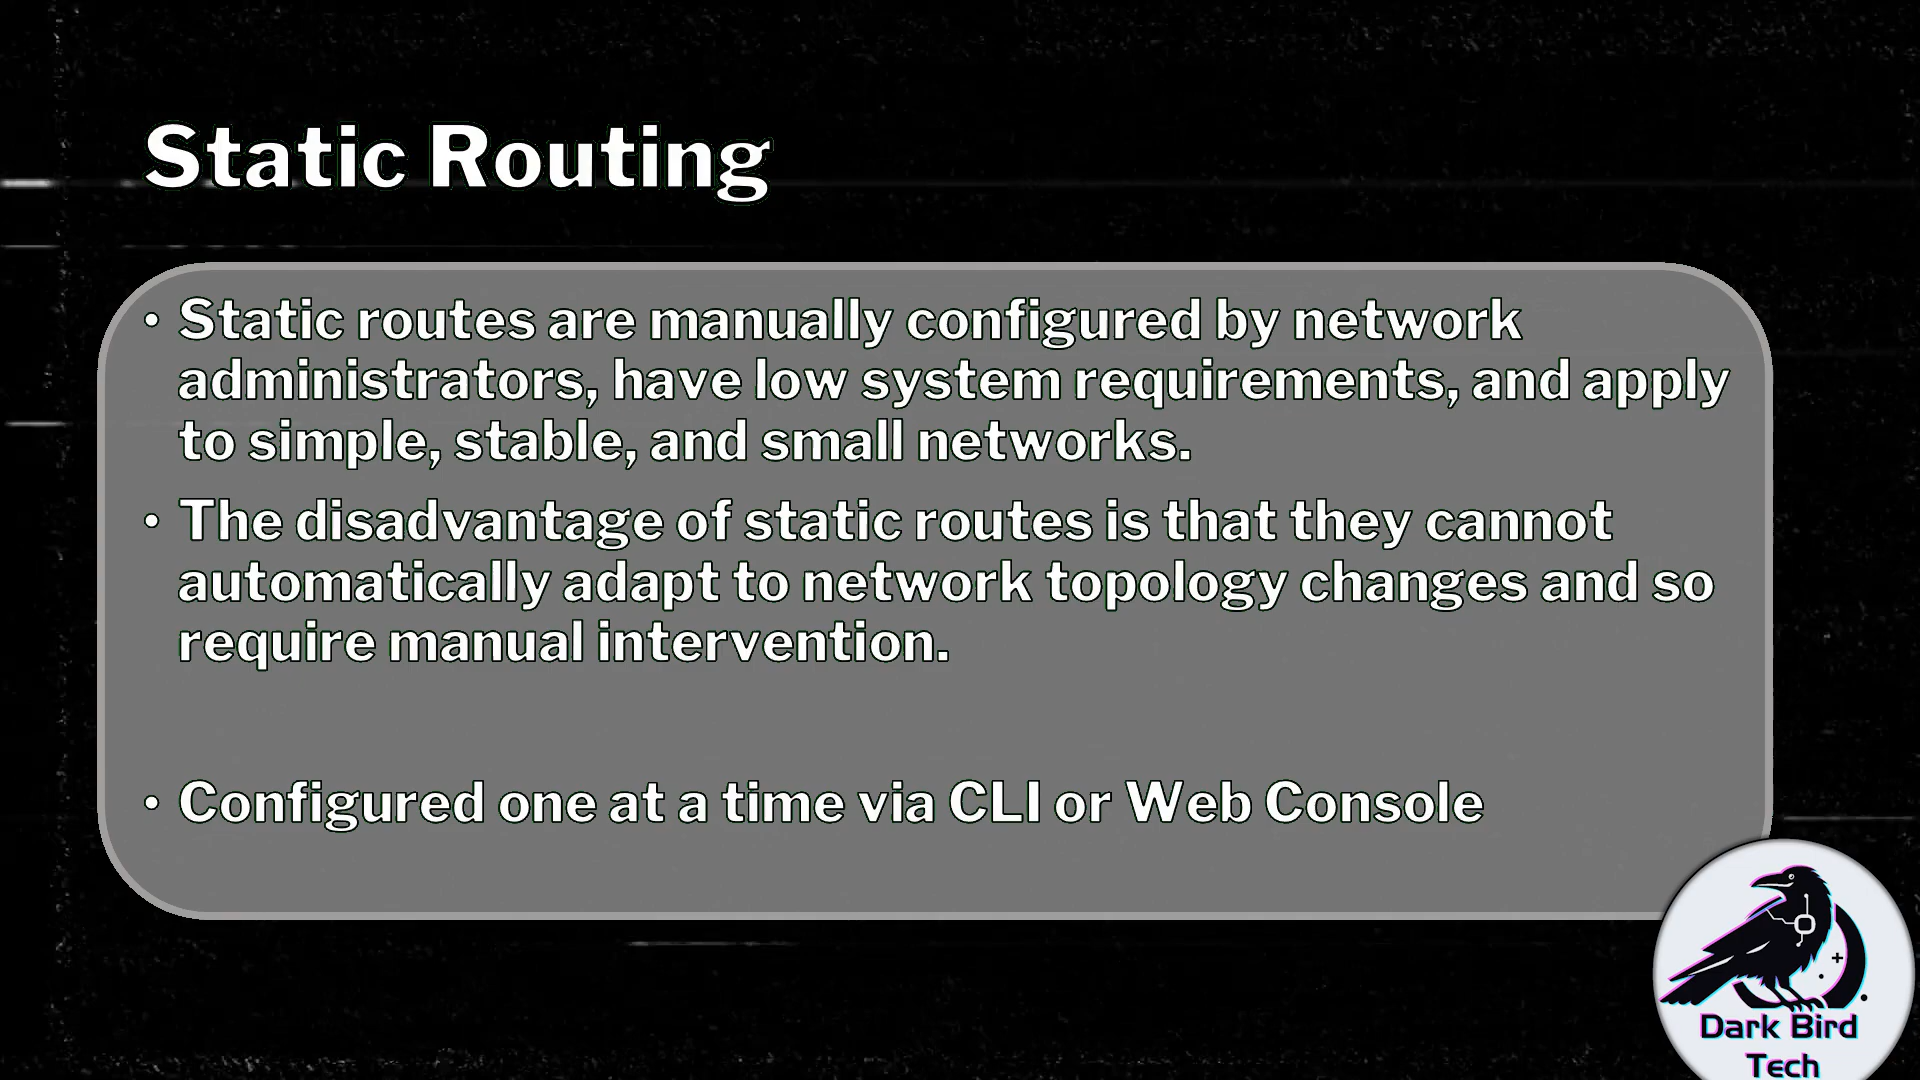 Static Routing
• Static routes are manually configured by network
administrators, have low system requirements, and apply
to simple, stable, and small networks.
• The disadvantage of static routes is that they cannot
automatically adapt to network topology changes and so
require manual intervention.
• Configured one at a time via CLI or Web Console
Dark Bird
Tech